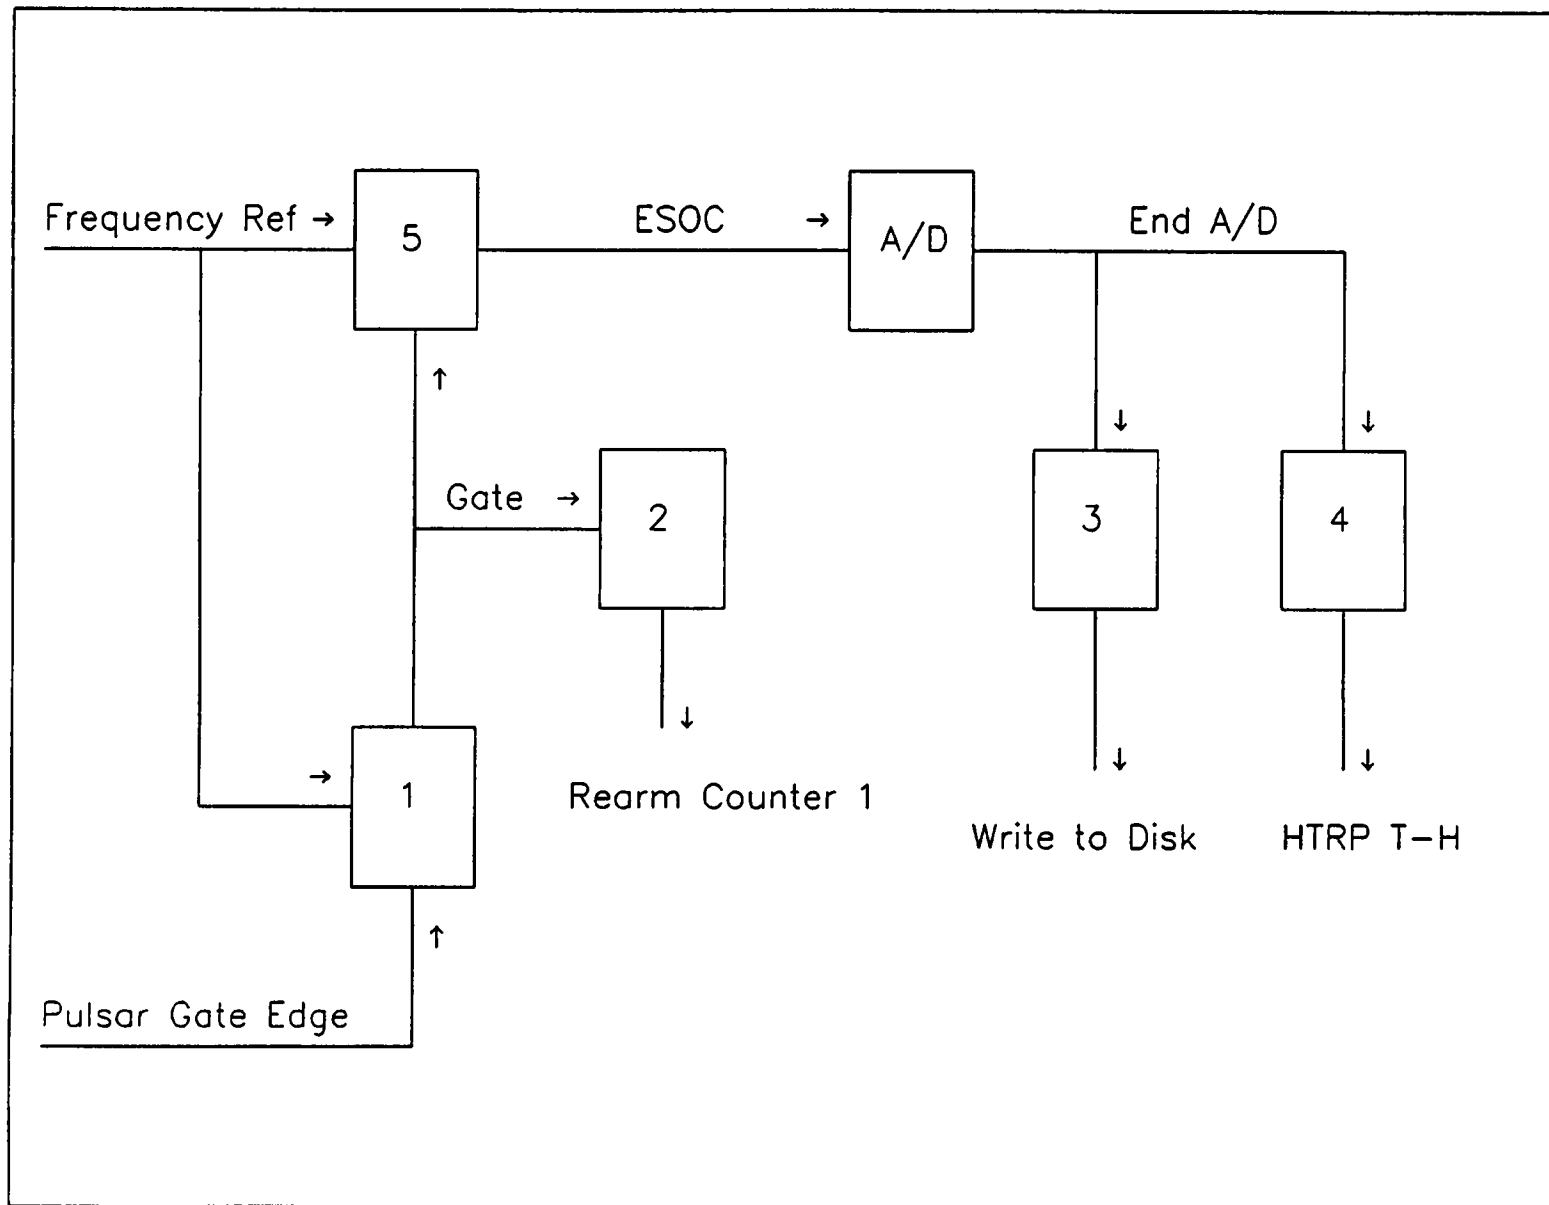 Frequency Ref →
5
ESOC →
A/D
End A/D
↑
↓
↓
Gate →
2
3
4
↓
→
1
Rearm Counter 1
↓
↓
Write to Disk
HTRP T-H
↑
Pulsar Gate Edge